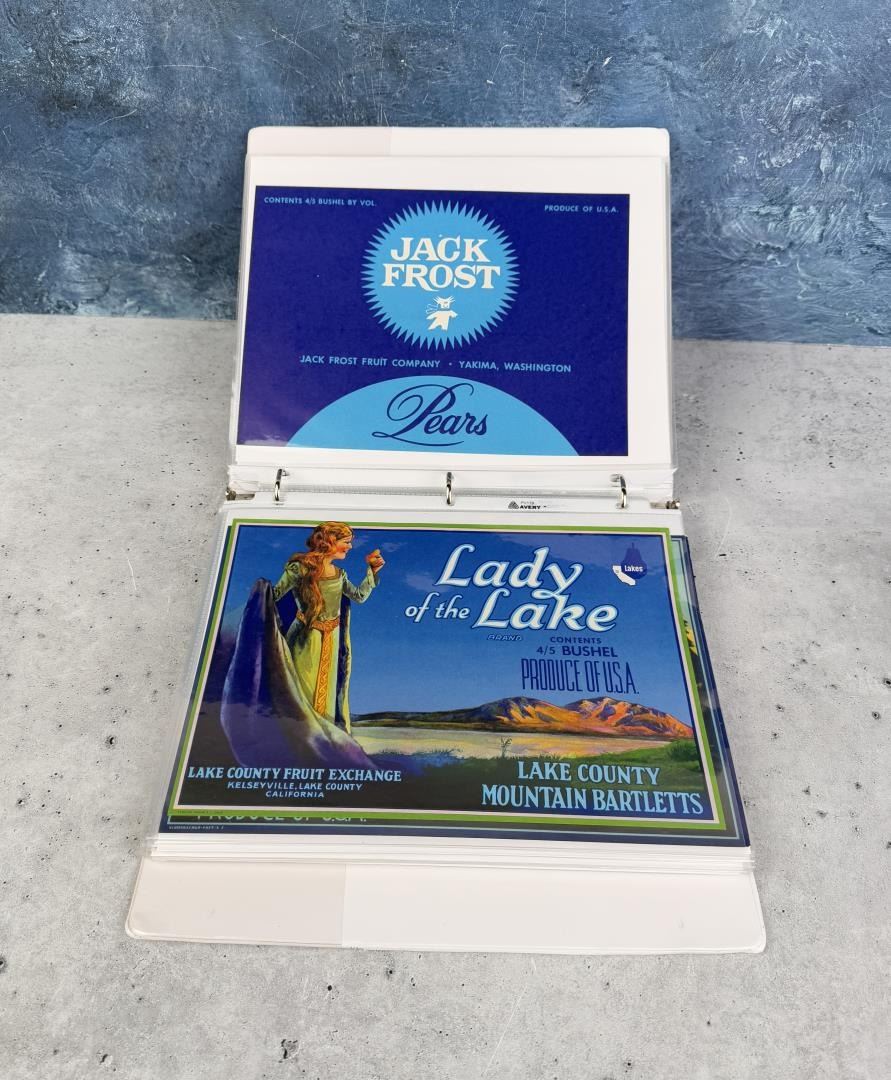 CONTENTS 4/5 BUSHEL BY VOL.
PRODUCE OF U.S.A.
JACK
FROST
JACK FROST FRUIT COMPANY • YAKIMA, WASHINGTON
Pears
AVERY
Lady
of the Lake
BRAND
Lakes
CONTENTS
4/5 BUSHEL
PRODUCE OF U.S.A.
LAKE COUNTY FRUIT EXCHANGE
KELSEYVILLE, LAKE COUNTY
CALIFORNIA
LAKE COUNTY
MOUNTAIN BARTLETTS
PRODUCE OF U.S.A.